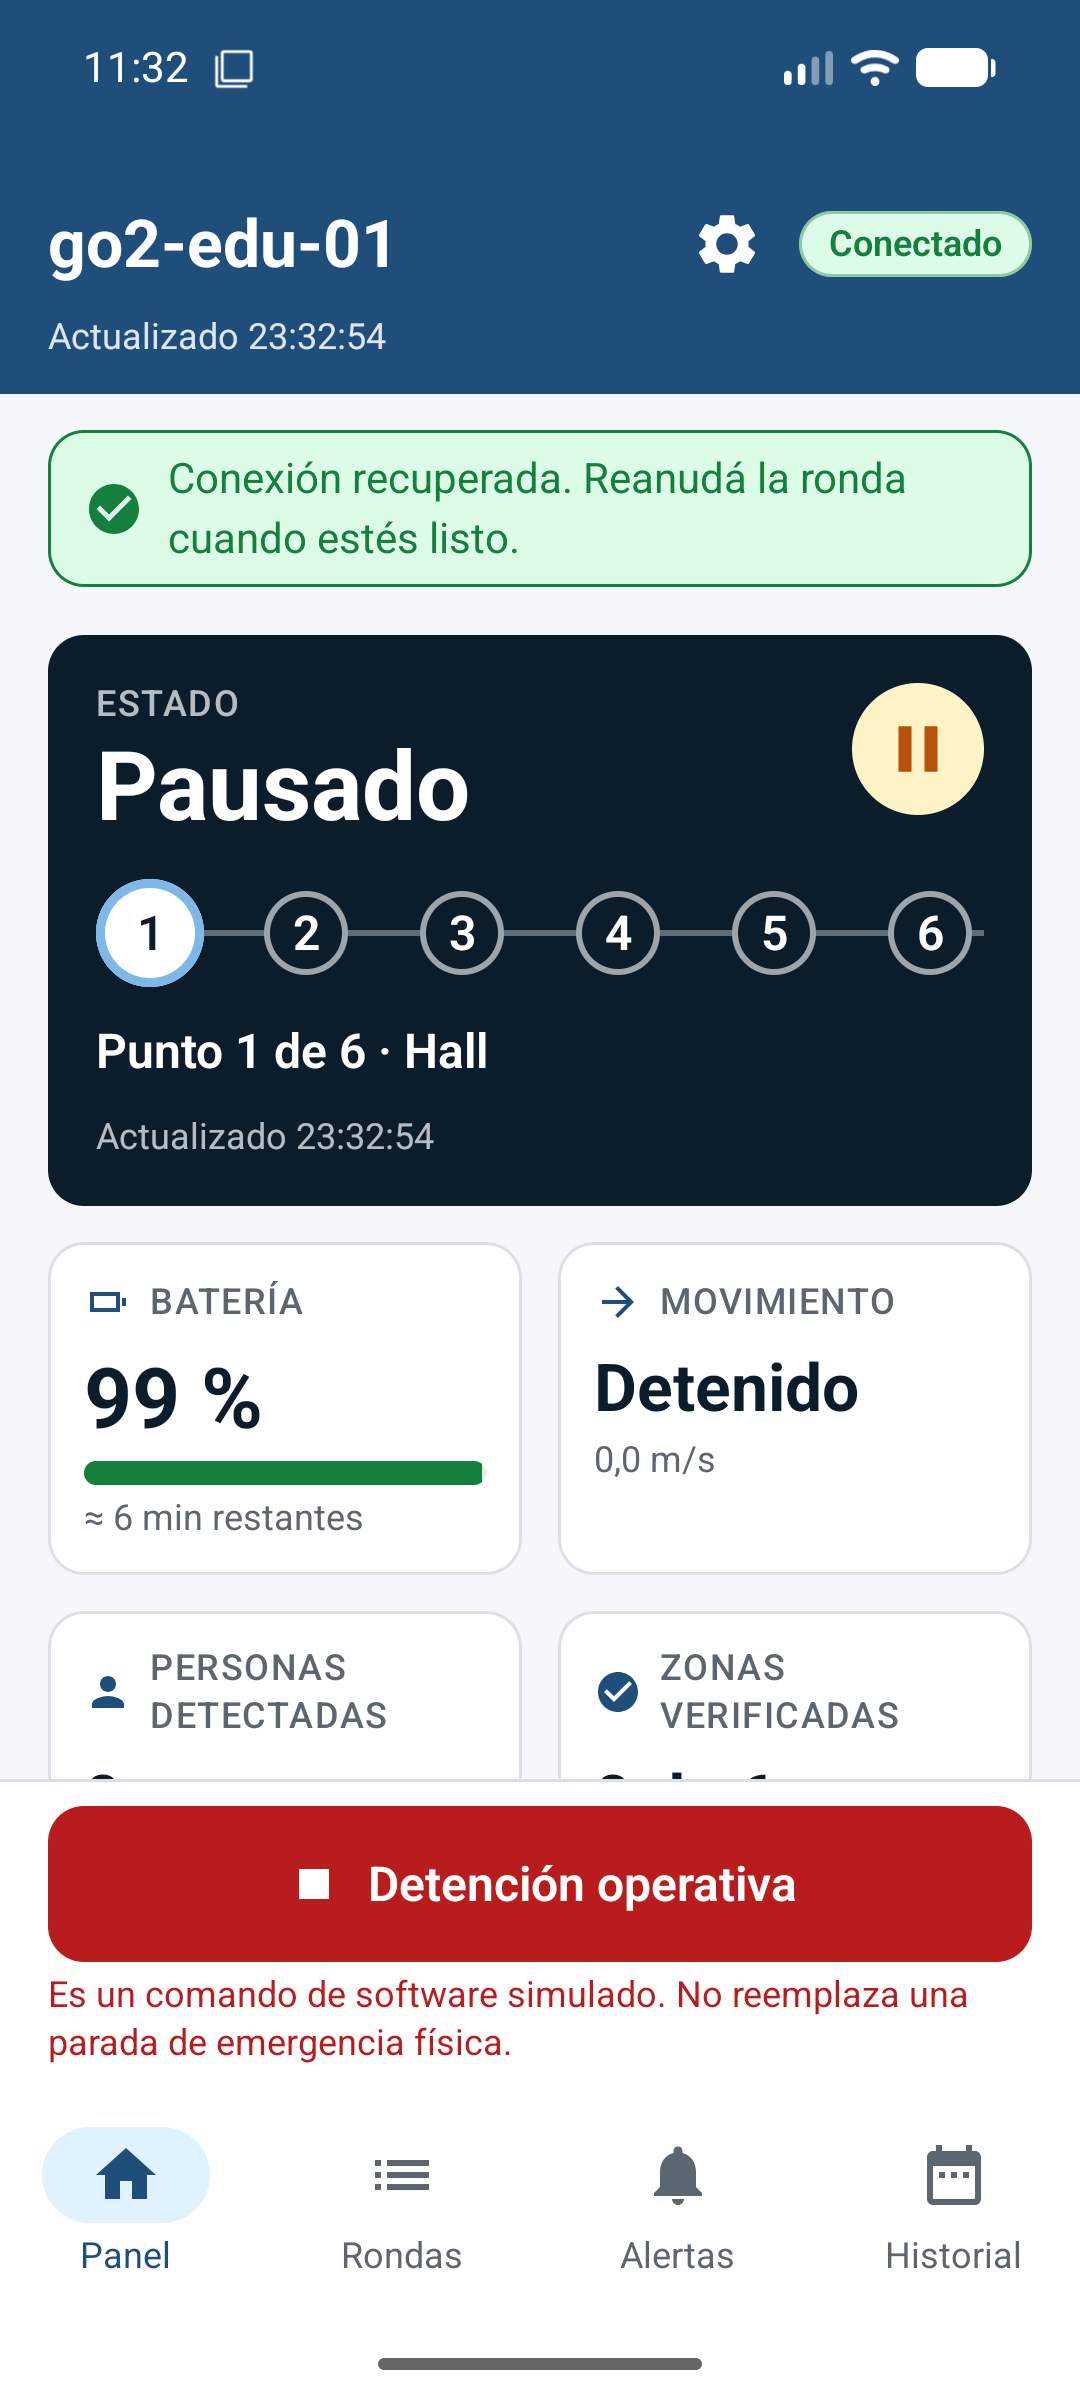 11:32
go2-edu-01
Conectado
Actualizado 23:32:54
Conexión recuperada. Reanudá la ronda
cuando estés listo.
ESTADO
Pausado
1 2 3 4 5 6
Punto 1 de 6 · Hall
Actualizado 23:32:54
BATERÍA
99 %
≈ 6 min restantes
MOVIMIENTO
Detenido
0,0 m/s
PERSONAS
DETECTADAS
ZONAS
VERIFICADAS
Detención operativa
Es un comando de software simulado. No reemplaza una
parada de emergencia física.
Panel
Rondas
Alertas
Historial